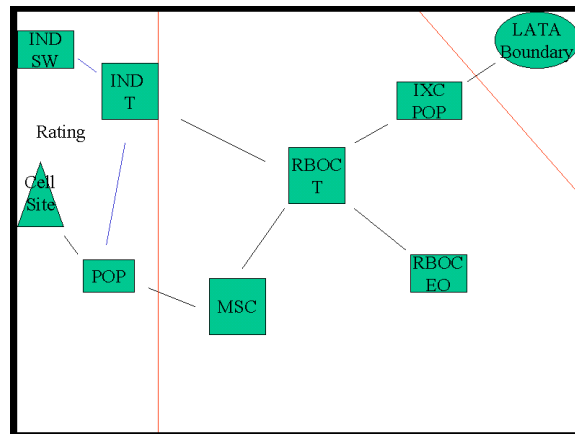 IND
SW
LATA
Boundary
IND
T
IXC
POP
Rating
RBOC
T
Cell
Site
POP
MSC
RBOC
EO